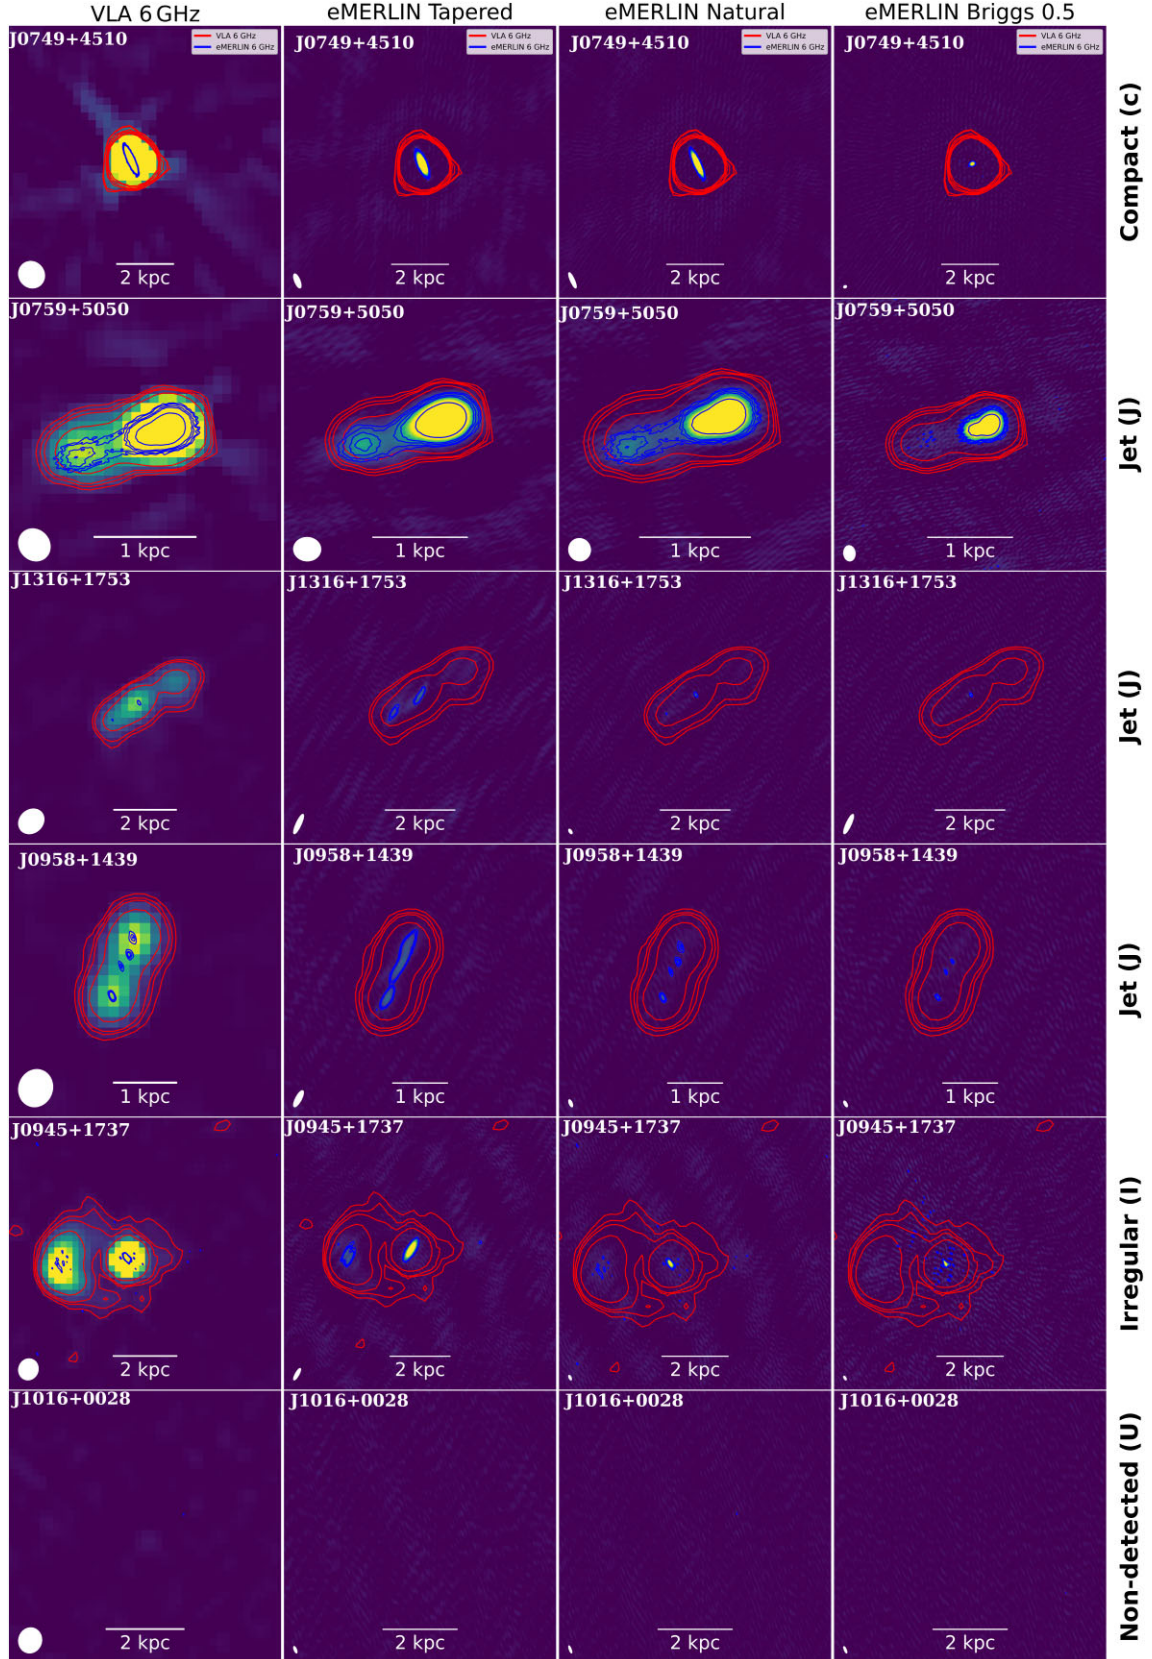 VLA 6 GHz eMERLIN Tapered eMERLIN Natural eMERLIN Briggs 0.5
J0749+4510 J0749+4510 J0749+4510 J0749+4510
VLA 6 GHz VLA 6 GHz VLA 6 GHz VLA 6 GHz
eMERLIN 6 GHz eMERLIN 6 GHz eMERLIN 6 GHz eMERLIN 6 GHz
Compact (c)
2 kpc 2 kpc 2 kpc 2 kpc
J0759+5050 J0759+5050 J0759+5050 J0759+5050
Jet (J)
1 kpc 1 kpc 1 kpc 1 kpc
J1316+1753 J1316+1753 J1316+1753 J1316+1753
Jet (J)
2 kpc 2 kpc 2 kpc 2 kpc
J0958+1439 J0958+1439 J0958+1439 J0958+1439
Jet (J)
1 kpc 1 kpc 1 kpc 1 kpc
J0945+1737 J0945+1737 J0945+1737 J0945+1737
Irregular (I)
2 kpc 2 kpc 2 kpc 2 kpc
J1016+0028 J1016+0028 J1016+0028 J1016+0028
Non-detected (U)
2 kpc 2 kpc 2 kpc 2 kpc